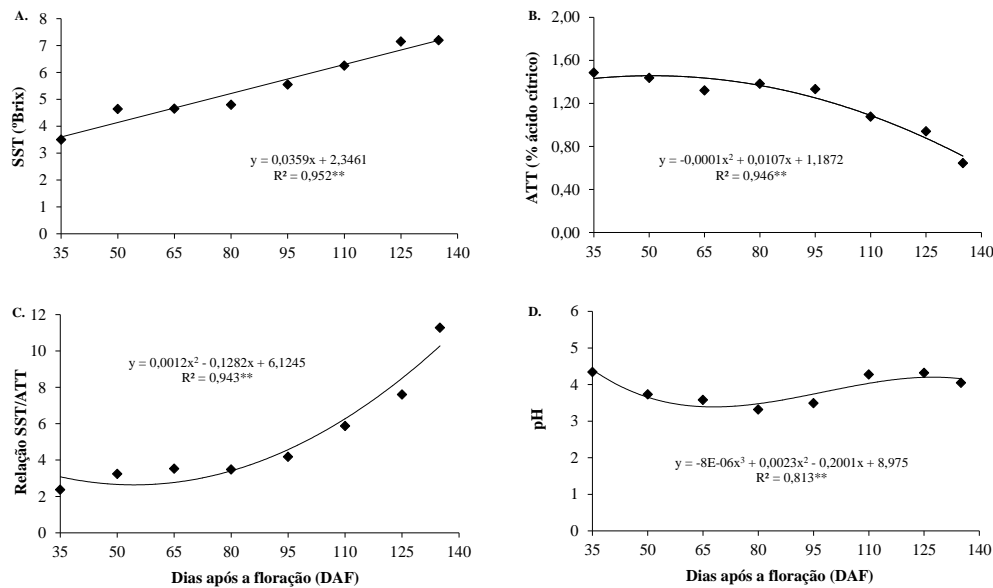 A.
SST (ºBrix)
8
7
6
5
4
3
2
1
0
y = 0,0359x + 2,3461
R² = 0,952**
35 50 65 80 95 110 125 140
B.
ATT (% ácido cítrico)
2,00
1,60
1,20
0,80
0,40
0,00
y = -0,0001x² + 0,0107x + 1,1872
R² = 0,946**
35 50 65 80 95 110 125 140
C.
Relação SST/ATT
12
10
8
6
4
2
0
y = 0,0012x² - 0,1282x + 6,1245
R² = 0,943**
35 50 65 80 95 110 125 140
Dias após a floração (DAF)
D.
pH
6
5
4
3
2
1
0
y = -8E-06x³ + 0,0023x² - 0,2001x + 8,975
R² = 0,813**
35 50 65 80 95 110 125 140
Dias após a floração (DAF)